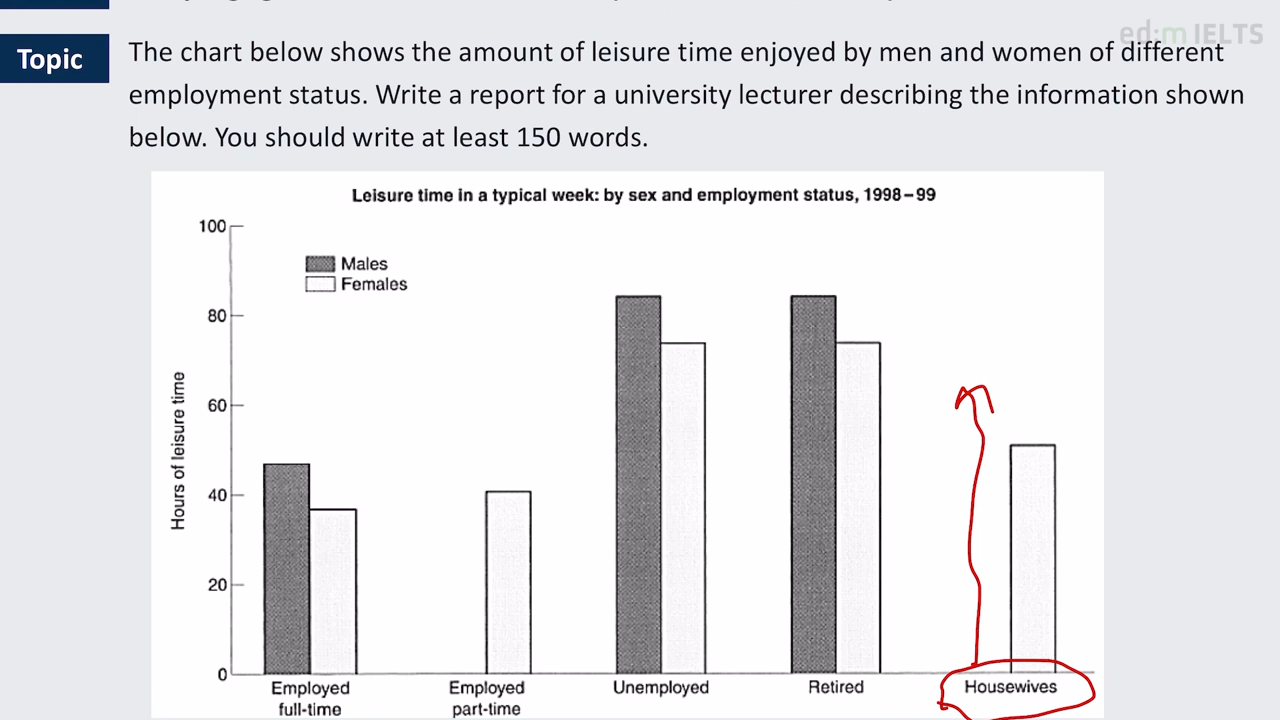 ed:m IELTS
Topic
The chart below shows the amount of leisure time enjoyed by men and women of different
employment status. Write a report for a university lecturer describing the information shown
below. You should write at least 150 words.
Leisure time in a typical week: by sex and employment status, 1998–99
100
Males
Females
80
60
40
20
0
Hours of leisure time
Employed
full-time
Employed
part-time
Unemployed
Retired
Housewives